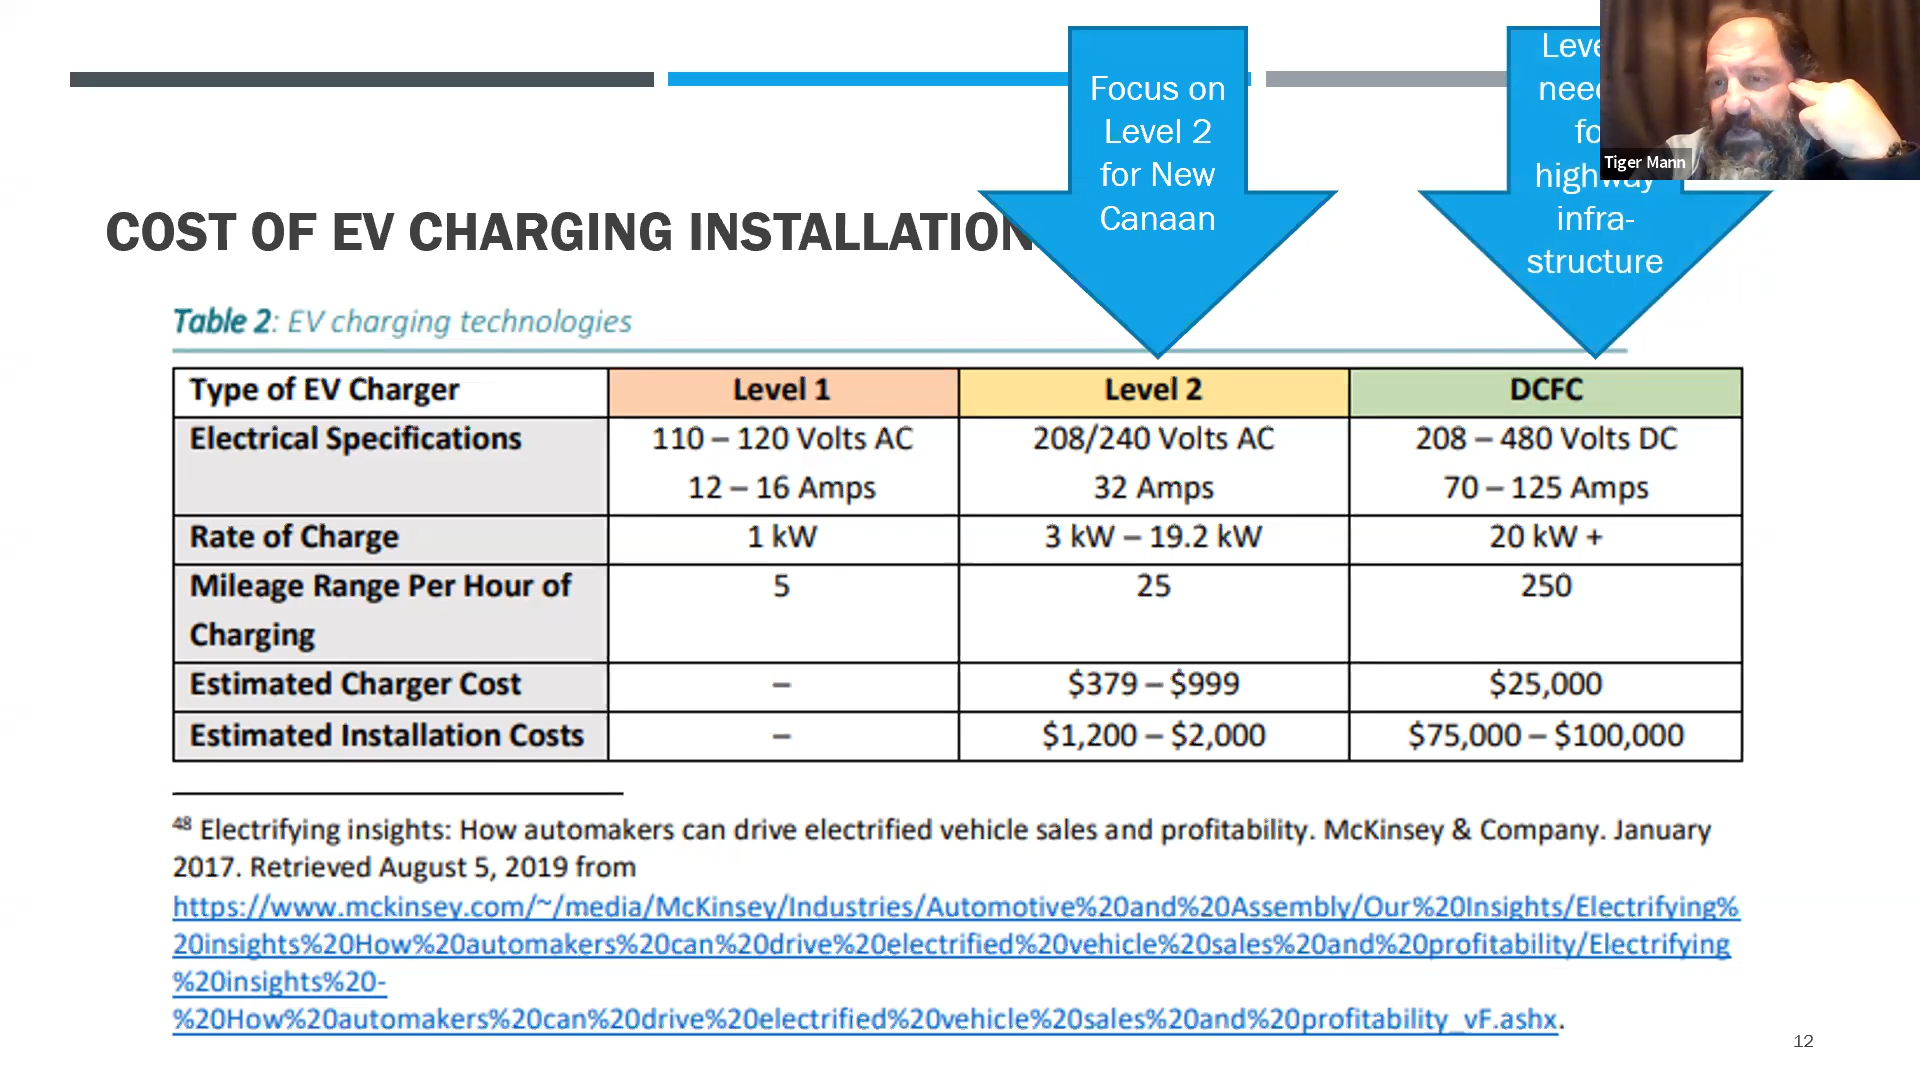 Focus on
Level 2
for New
Canaan
for
highway
infra-
structure
Tiger Mann
COST OF EV CHARGING INSTALLATION
Table 2: EV charging technologies
Type of EV Charger Level 1 Level 2 DCFC
Electrical Specifications 110 – 120 Volts AC 208/240 Volts AC 208 – 480 Volts DC
12 – 16 Amps 32 Amps 70 – 125 Amps
Rate of Charge 1 kW 3 kW – 19.2 kW 20 kW +
Mileage Range Per Hour of 5 25 250
Charging
Estimated Charger Cost – $379 – $999 $25,000
Estimated Installation Costs – $1,200 – $2,000 $75,000 – $100,000
48 Electrifying insights: How automakers can drive electrified vehicle sales and profitability. McKinsey & Company. January
2017. Retrieved August 5, 2019 from
https://www.mckinsey.com/~/media/McKinsey/Industries/Automotive%20and%20Assembly/Our%20Insights/Electrifying%
20insights%20How%20automakers%20can%20drive%20electrified%20vehicle%20sales%20and%20profitability/Electrifying
%20insights%20-
%20How%20automakers%20can%20drive%20electrified%20vehicle%20sales%20and%20profitability_vF.ashx.
12